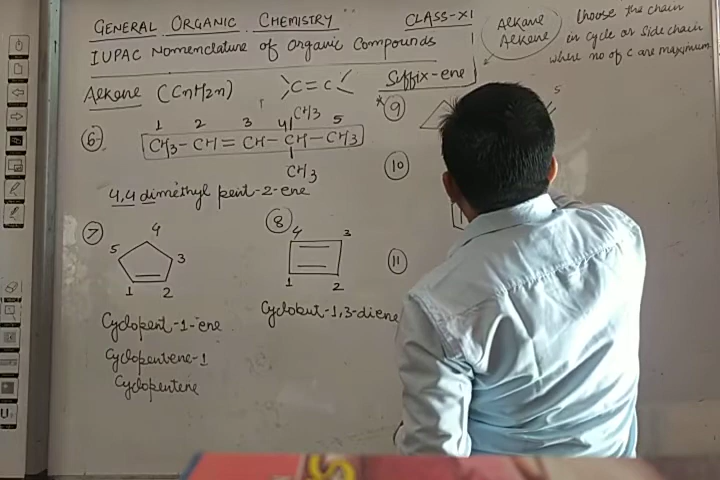 GENERAL ORGANIC CHEMISTRY CLASS-XI
IUPAC Nomenclature of Organic Compounds
Alkane
Alkene
Choose the chain
in cycle or side chain
where no of C are maximum
Alkene (CnH2n) >C=C< Suffix-ene
6 1 2 3 4 5
CH3
CH3-CH=CH-CH-CH3
CH3
4,4 dimethyl pent-2-ene
7
4
5 3
1 2
Cyclopent-1-ene
Cyclopentene-1
Cyclopentene
8
4 3
1 2
Cyclobut-1,3-diene
9
5
10
11